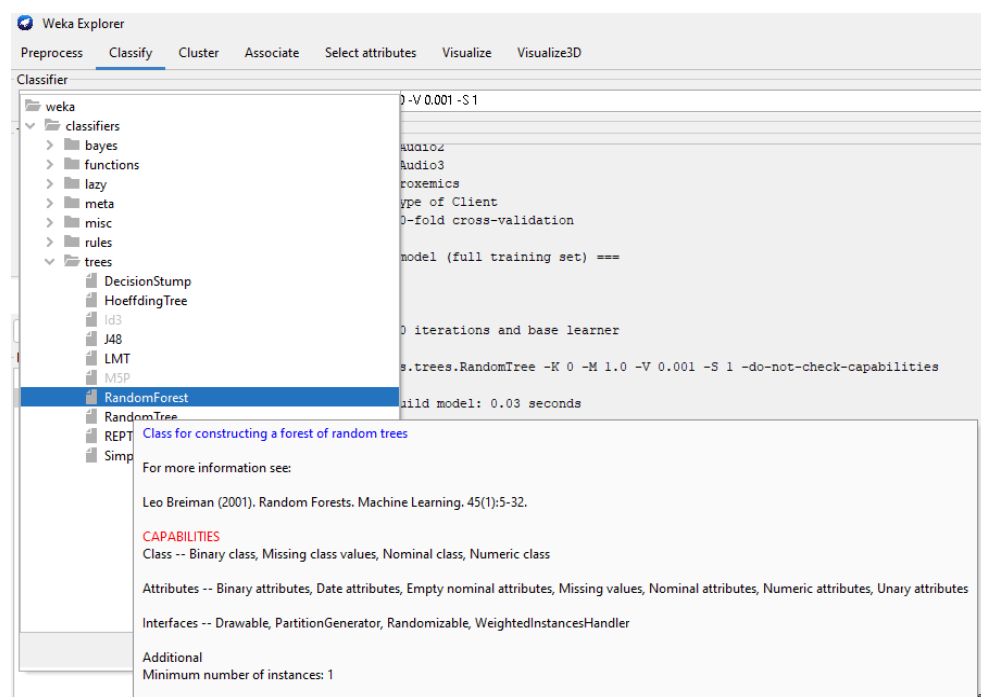 Weka Explorer
Preprocess Classify Cluster Associate Select attributes Visualize Visualize3D
Classifier
weka
-V 0.001 -S 1
classifiers
bayes
functions
lazy
meta
misc
rules
trees
DecisionStump
HoeffdingTree
Id3
J48
LMT
M5P
RandomForest
RandomTree
REPT
Simp
Audio2
Audio3
roxemics
ype of Client
0-fold cross-validation
model (full training set) ===
0 iterations and base learner
s.trees.RandomTree -K 0 -M 1.0 -V 0.001 -S 1 -do-not-check-capabilities
uild model: 0.03 seconds
Class for constructing a forest of random trees
For more information see:
Leo Breiman (2001). Random Forests. Machine Learning. 45(1):5-32.
CAPABILITIES
Class -- Binary class, Missing class values, Nominal class, Numeric class
Attributes -- Binary attributes, Date attributes, Empty nominal attributes, Missing values, Nominal attributes, Numeric attributes, Unary attributes
Interfaces -- Drawable, PartitionGenerator, Randomizable, WeightedInstancesHandler
Additional
Minimum number of instances: 1